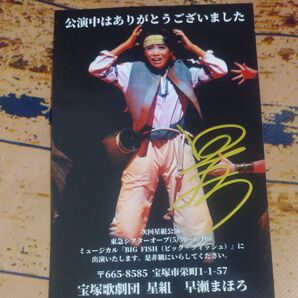 公演中はありがとうございました
次回星組公演
東急シアターオーブ(5/30～
ミュージカル『BIG FISH（ビッグ・フィッシュ）』に
出演いたします。是非観にいらしてください。
〒665-8585 宝塚市栄町1-1-57
宝塚歌劇団 星組 早瀬まほろ